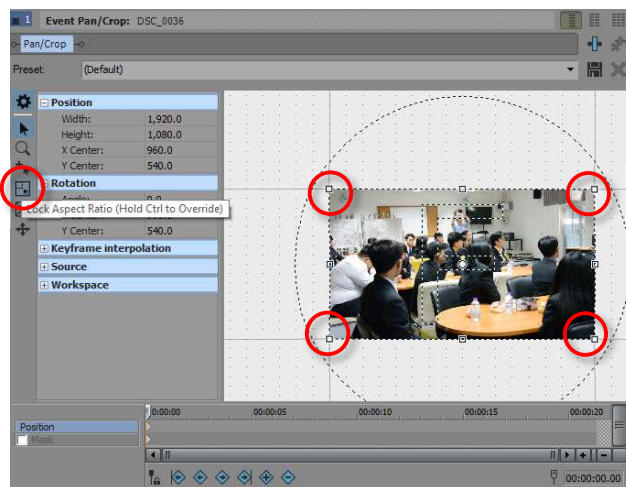 1 Event Pan/Crop: DSC_0036
Pan/Crop
Preset: (Default)
Position
Width: 1,920.0
Height: 1,080.0
X Center: 960.0
Y Center: 540.0
Rotation
Lock Aspect Ratio (Hold Ctrl to Override)
Y Center: 540.0
Keyframe interpolation
Source
Workspace
0:00:00 00:00:05 00:00:10 00:00:15 00:00:20
Position
Mask
00:00:00.00